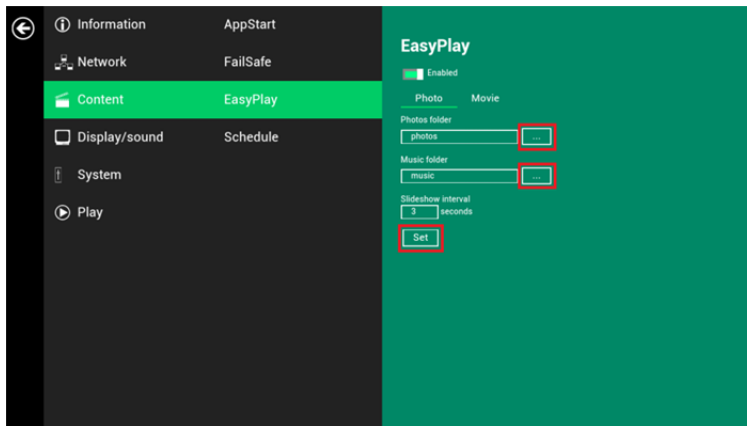 Information
AppStart
Network
FailSafe
Content
EasyPlay
Display/sound
Schedule
System
Play
EasyPlay
Enabled
Photo Movie
Photos folder
photos ...
Music folder
music ...
Slideshow interval
3 seconds
Set